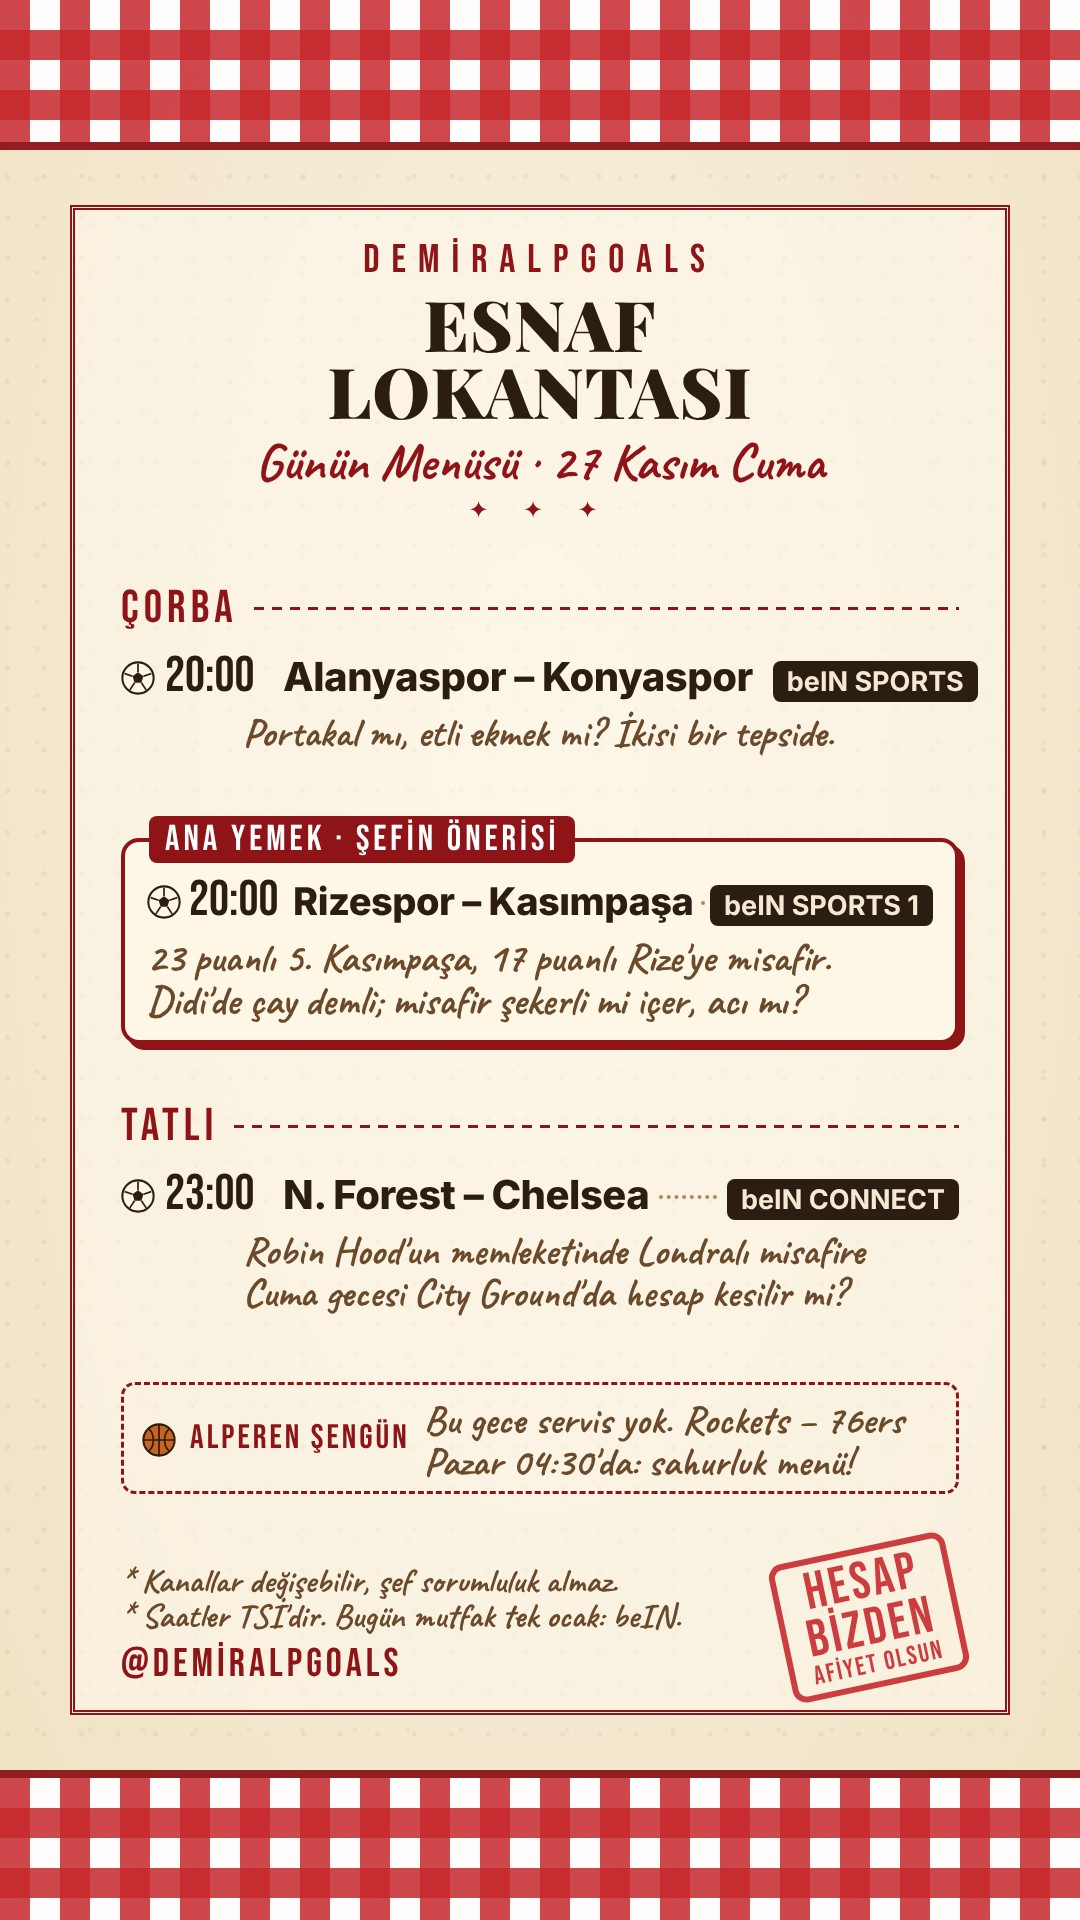 DEMİRALPGOALS
ESNAF
LOKANTASI
Günün Menüsü · 27 Kasım Cuma
ÇORBA
20:00 Alanyaspor – Konyaspor beIN SPORTS
Portakal mı, etli ekmek mi? İkisi bir tepside.
ANA YEMEK · ŞEFİN ÖNERİSİ
20:00 Rizespor – Kasımpaşa beIN SPORTS 1
23 puanlı 5. Kasımpaşa, 17 puanlı Rize'ye misafir.
Didi'de çay demli; misafir şekerli mi içer, acı mı?
TATLI
23:00 N. Forest – Chelsea beIN CONNECT
Robin Hood'un memleketinde Londralı misafire
Cuma gecesi City Ground'da hesap kesilir mi?
ALPEREN ŞENGÜN
Bu gece servis yok. Rockets – 76ers
Pazar 04:30'da: sahurluk menü!
* Kanallar değişebilir, şef sorumluluk almaz.
* Saatler TSİ'dir. Bugün mutfak tek ocak: beIN.
@DEMİRALPGOALS
HESAP
BİZDEN
AFİYET OLSUN